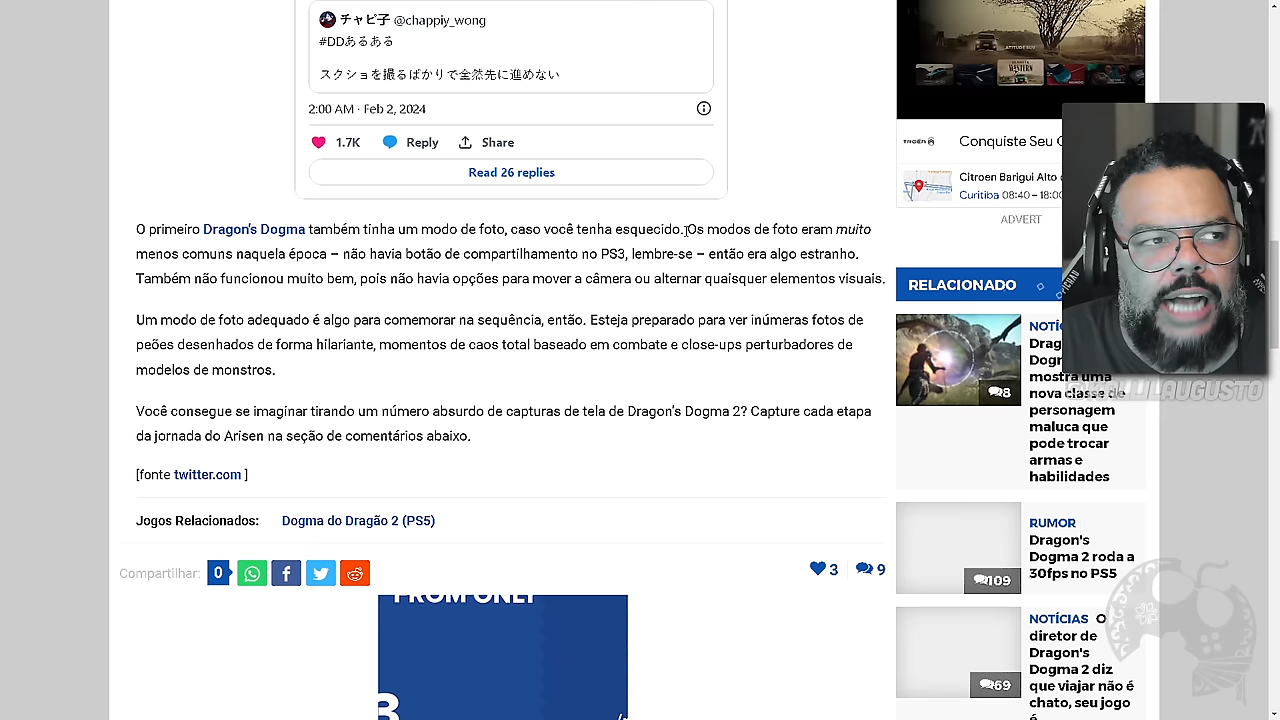 チャピ子 @chappiy_wong
#DDあるある
スクショを撮るばかりで全然先に進めない
2:00 AM · Feb 2, 2024
1.7K Reply Share
Read 26 replies
O primeiro Dragon's Dogma também tinha um modo de foto, caso você tenha esquecido. Os modos de foto eram muito
menos comuns naquela época – não havia botão de compartilhamento no PS3, lembre-se – então era algo estranho.
Também não funcionou muito bem, pois não havia opções para mover a câmera ou alternar quaisquer elementos visuais.
Um modo de foto adequado é algo para comemorar na sequência, então. Esteja preparado para ver inúmeras fotos de
peões desenhados de forma hilariante, momentos de caos total baseado em combate e close-ups perturbadores de
modelos de monstros.
Você consegue se imaginar tirando um número absurdo de capturas de tela de Dragon's Dogma 2? Capture cada etapa
da jornada do Arisen na seção de comentários abaixo.
[fonte twitter.com ]
Jogos Relacionados: Dogma do Dragão 2 (PS5)
Compartilhar: 0
3 9
FROM ONLY
3
ATITUDE SUV
WESTERN
Conquiste Seu C
Citroen Barigui Alto
Curitiba 08:40 – 18:00
ADVERT
RELACIONADO
NOTÍC
Drag
Dogr
mostra uma
nova classe de
personagem
maluca que
pode trocar
armas e
habilidades
8
RUMOR
Dragon's
Dogma 2 roda a
30fps no PS5
109
NOTÍCIAS O
diretor de
Dragon's
Dogma 2 diz
que viajar não é
chato, seu jogo
é
69
PICHAU